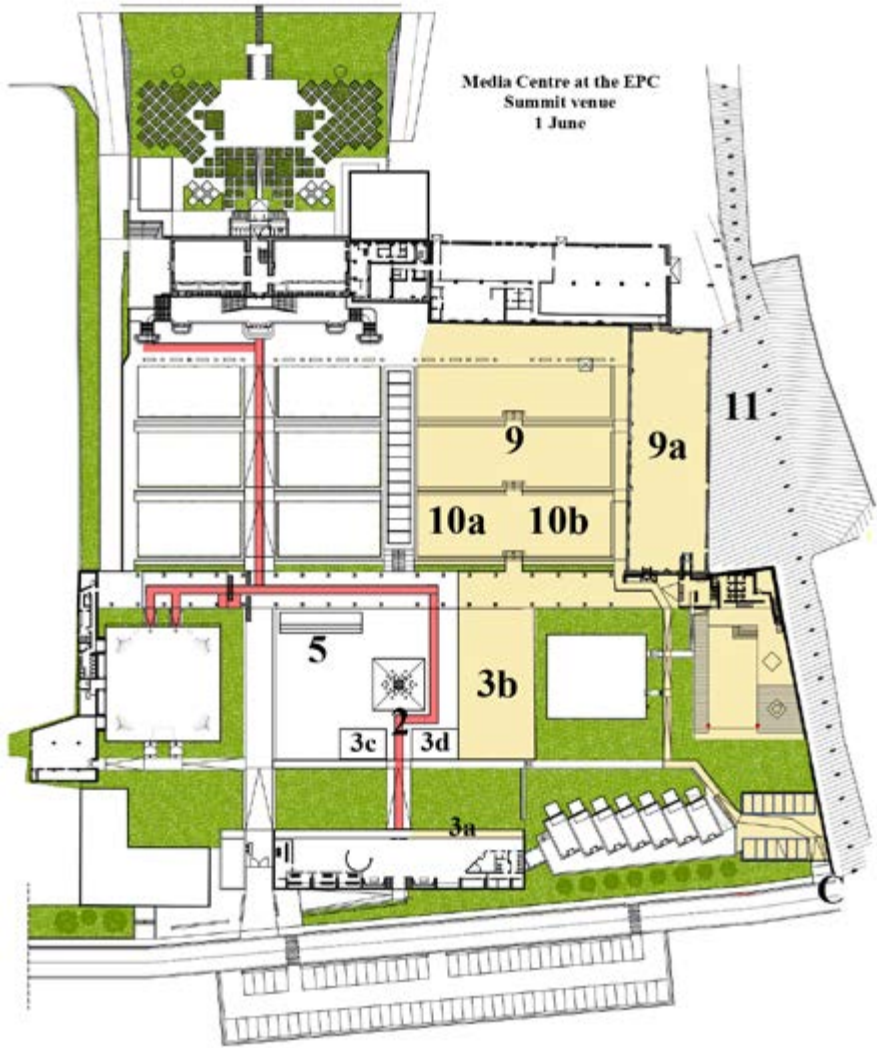 Media Centre at the EPC
Summit venue
1 June
11
9
9a
10a
10b
5
3b
2
3c
3d
3a
C